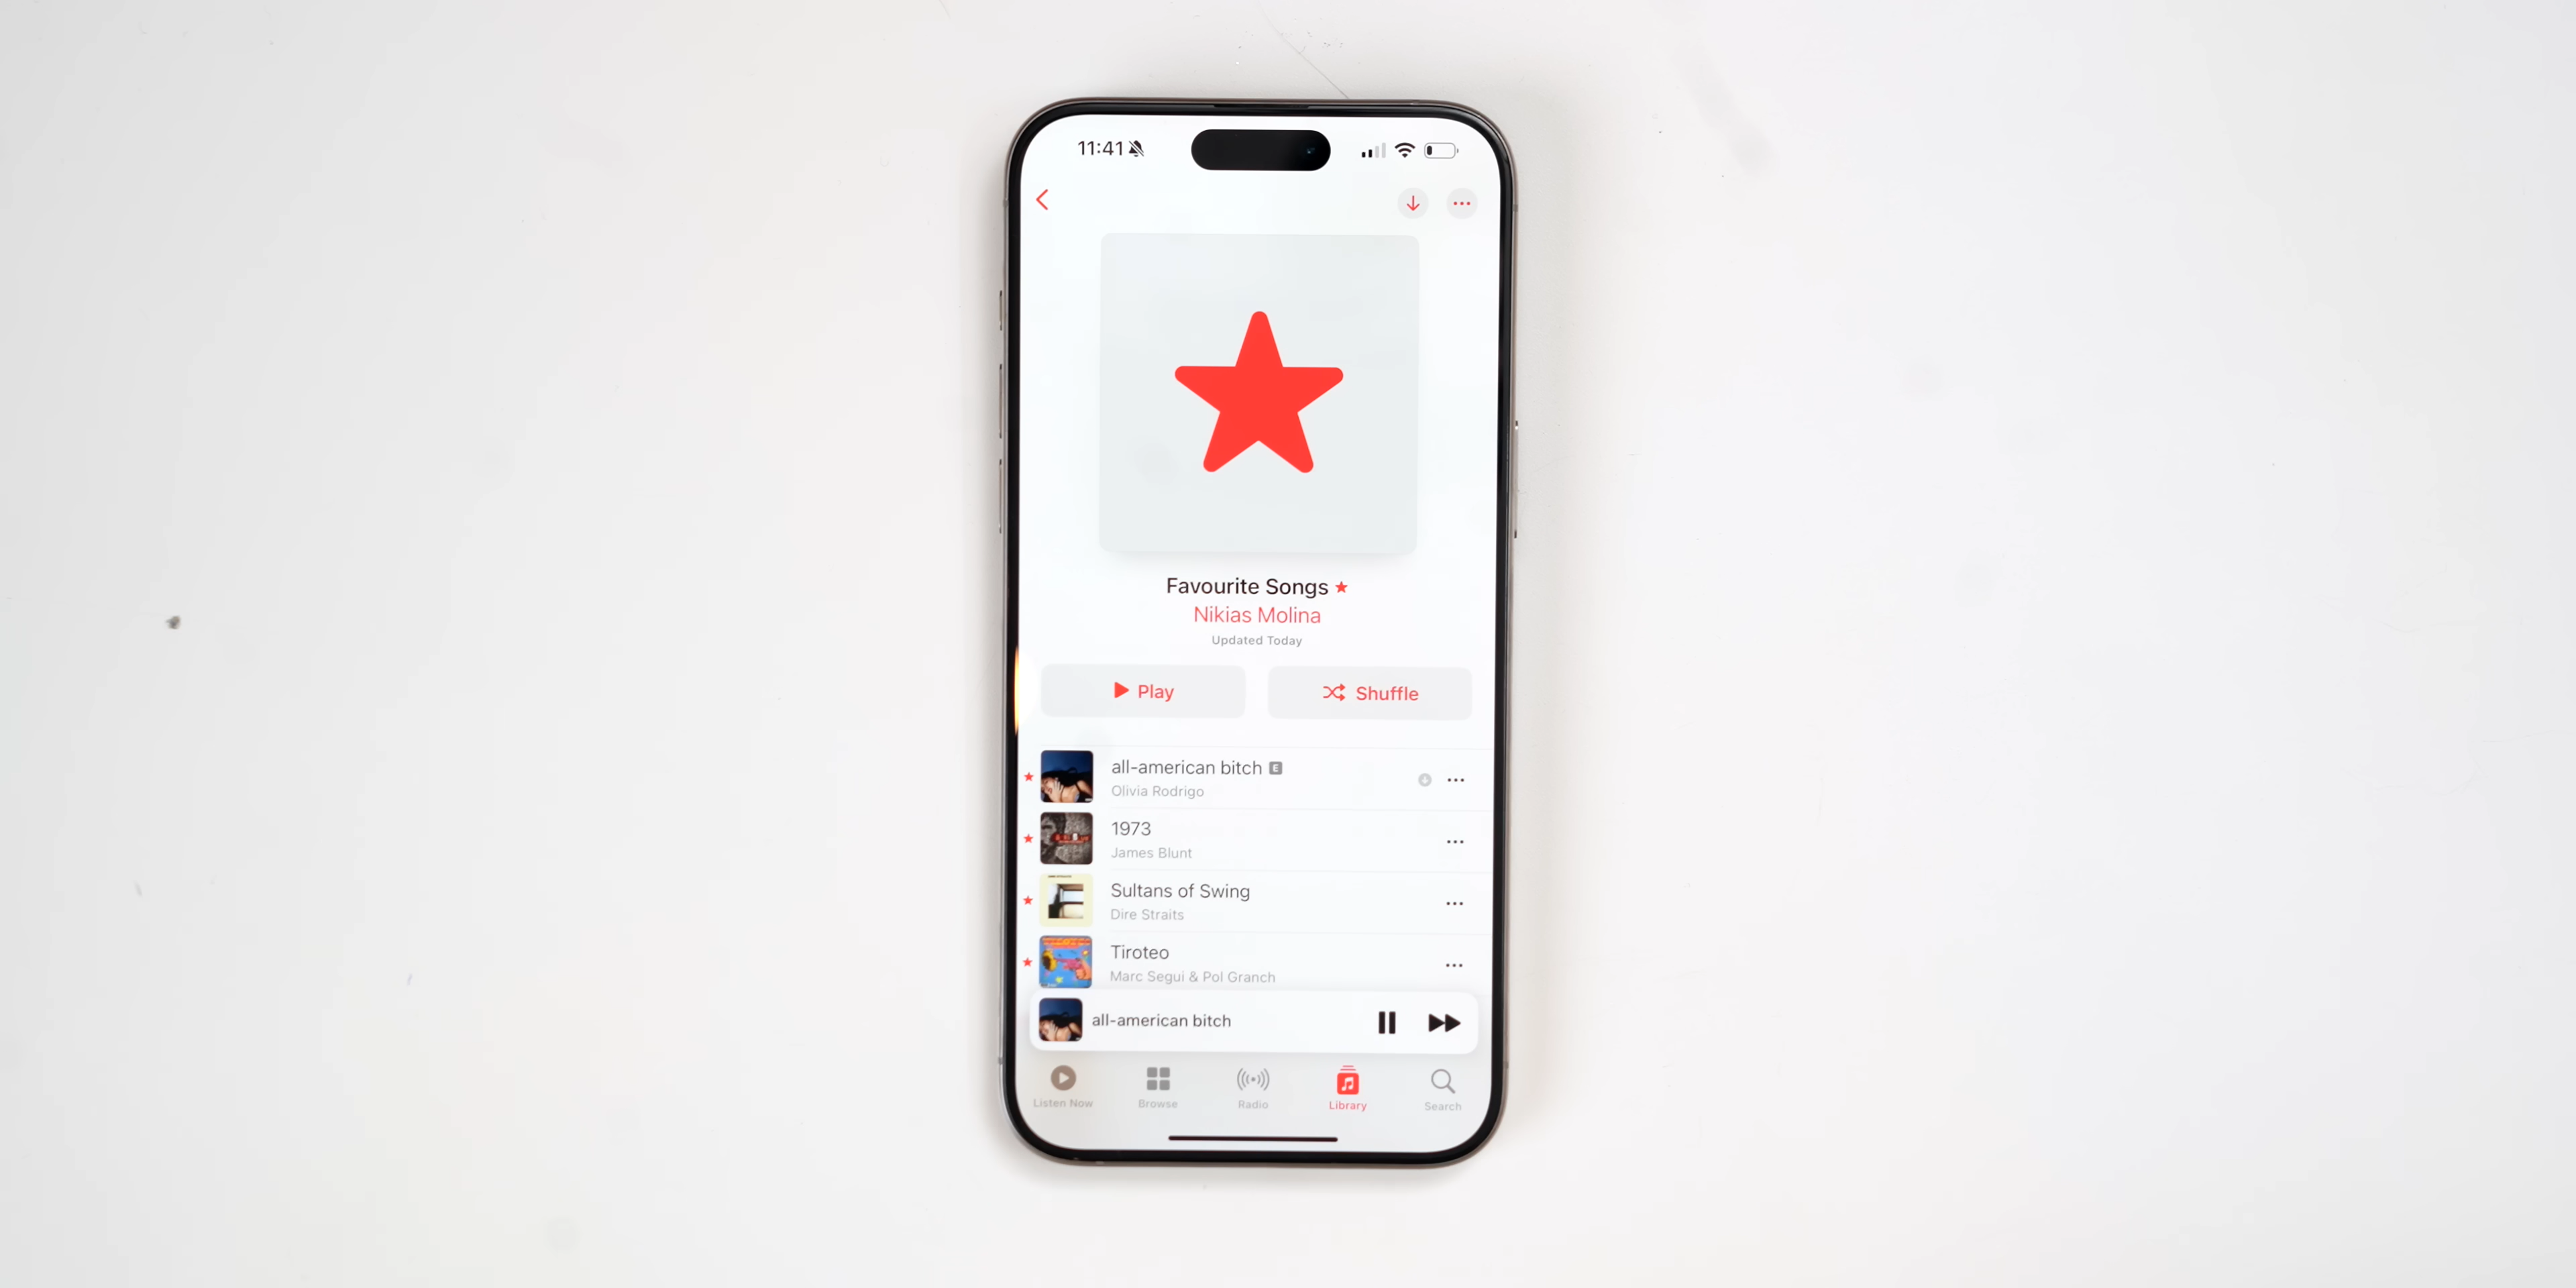 11:41
Favourite Songs
Nikias Molina
Updated Today
Play
Shuffle
all-american bitch E
Olivia Rodrigo
1973
James Blunt
Sultans of Swing
Dire Straits
Tiroteo
Marc Seguí & Pol Granch
all-american bitch
Listen Now
Browse
Radio
Library
Search